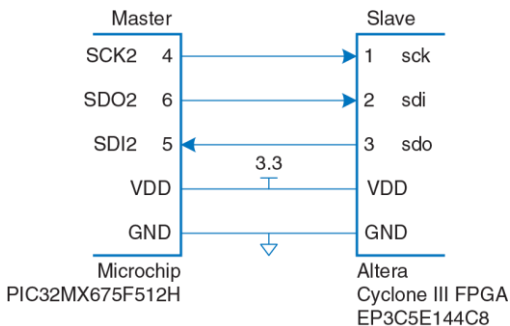 Master Slave
SCK2 4 1 sck
SDO2 6 2 sdi
SDI2 5 3 sdo
3.3
VDD VDD
GND GND
Microchip
PIC32MX675F512H
Altera
Cyclone III FPGA
EP3C5E144C8